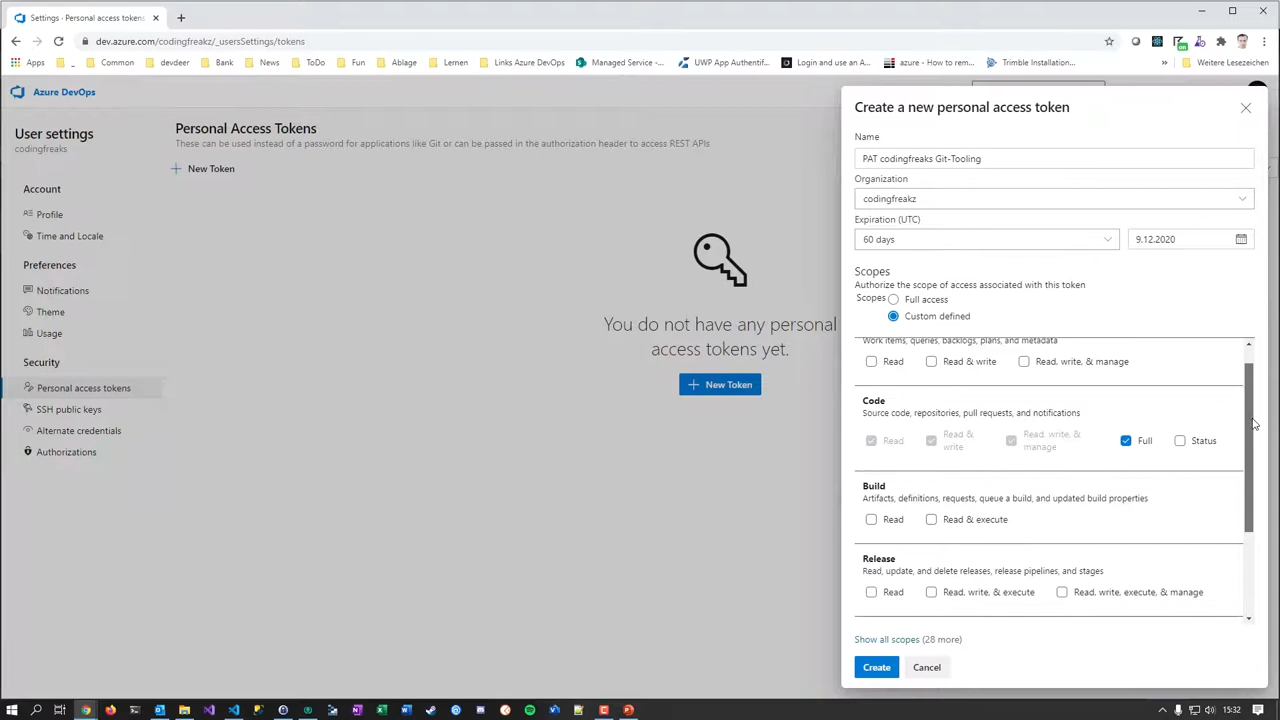 Settings - Personal access tokens
dev.azure.com/codingfreakz/_usersSettings/tokens
Apps _ Common devdeer Bank News ToDo Fun Ablage Lernen Links Azure DevOps Managed Service -... UWP App Authentif... Login and use an A... azure - How to rem... Trimble Installation... » Weitere Lesezeichen
Azure DevOps
User settings
codingfreaks
Account
Profile
Time and Locale
Preferences
Notifications
Theme
Usage
Security
Personal access tokens
SSH public keys
Alternate credentials
Authorizations
Personal Access Tokens
These can be used instead of a password for applications like Git or can be passed in the authorization header to access REST APIs
New Token
You do not have any personal
access tokens yet.
New Token
Create a new personal access token
Name
PAT codingfreaks Git-Tooling
Organization
codingfreakz
Expiration (UTC)
60 days 9.12.2020
Scopes
Authorize the scope of access associated with this token
Scopes Full access
Custom defined
Work items, queries, backlogs, plans, and metadata
Read Read & write Read, write, & manage
Code
Source code, repositories, pull requests, and notifications
Read Read & write Read, write, & manage Full Status
Build
Artifacts, definitions, requests, queue a build, and updated build properties
Read Read & execute
Release
Read, update, and delete releases, release pipelines, and stages
Read Read, write, & execute Read, write, execute, & manage
Show all scopes (28 more)
Create Cancel
15:32